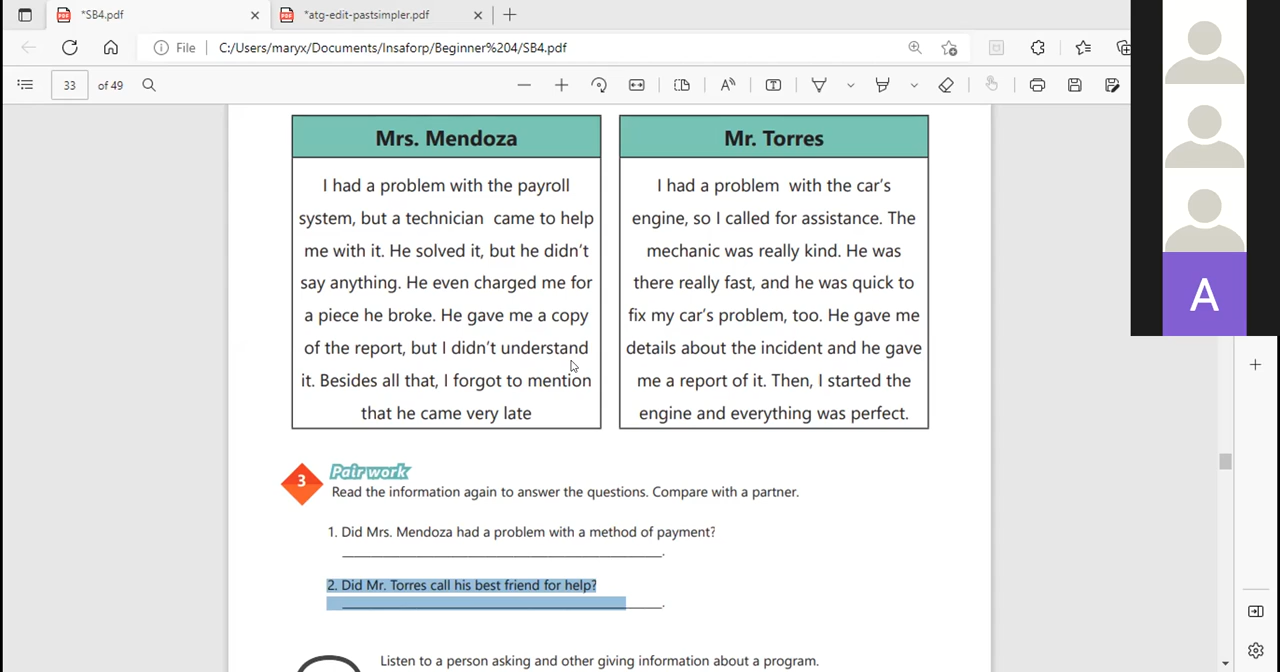 *SB4.pdf
*atg-edit-pastsimpler.pdf
File
C:/Users/maryx/Documents/Insaforp/Beginner%204/SB4.pdf
33 of 49
Mrs. Mendoza
I had a problem with the payroll
system, but a technician came to help
me with it. He solved it, but he didn't
say anything. He even charged me for
a piece he broke. He gave me a copy
of the report, but I didn't understand
it. Besides all that, I forgot to mention
that he came very late
Mr. Torres
I had a problem with the car's
engine, so I called for assistance. The
mechanic was really kind. He was
there really fast, and he was quick to
fix my car's problem, too. He gave me
details about the incident and he gave
me a report of it. Then, I started the
engine and everything was perfect.
3
Pair work
Read the information again to answer the questions. Compare with a partner.
1. Did Mrs. Mendoza had a problem with a method of payment?
2. Did Mr. Torres call his best friend for help?
Listen to a person asking and other giving information about a program.
A